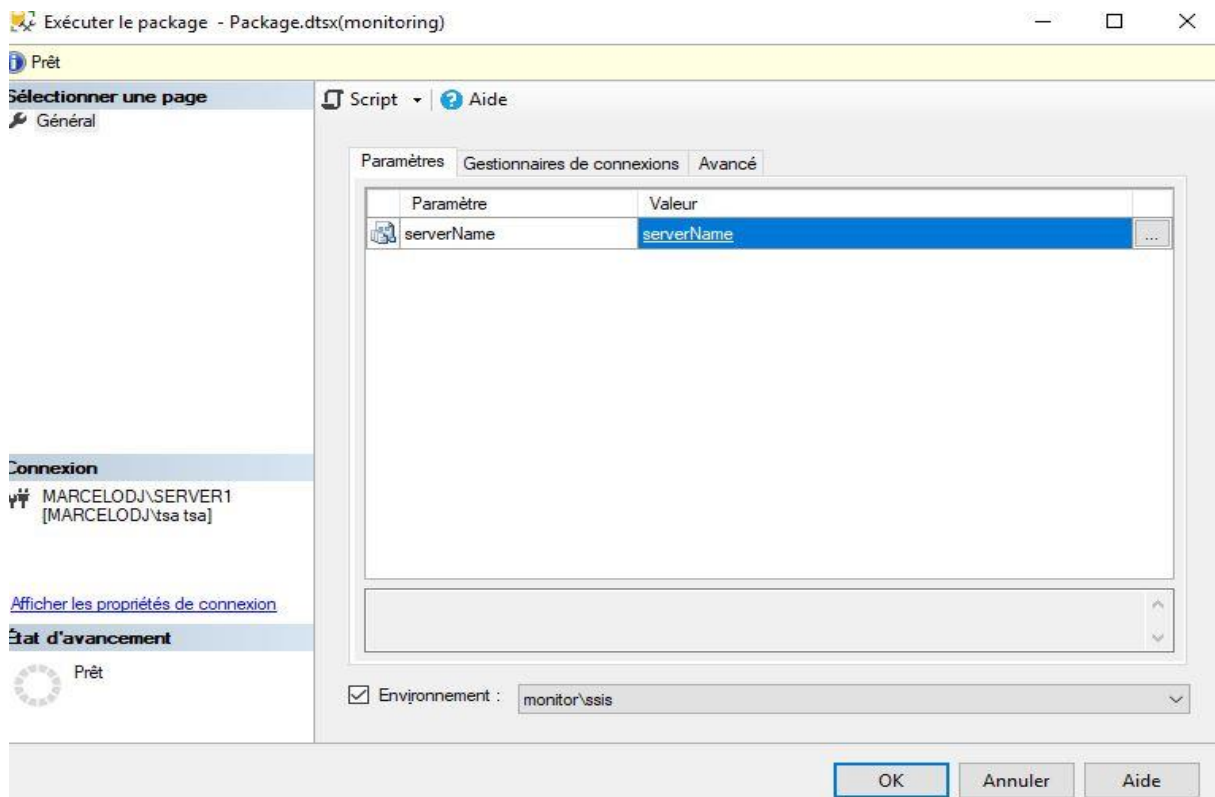 Exécuter le package - Package.dtsx(monitoring)
Prêt
Sélectionner une page
Général
Script
Aide
Paramètres
Gestionnaires de connexions
Avancé
Paramètre
Valeur
serverName
serverName
...
Connexion
MARCELODJ\SERVER1
[MARCELODJ\tsa tsa]
Afficher les propriétés de connexion
État d'avancement
Prêt
Environnement :
monitor\ssis
OK
Annuler
Aide